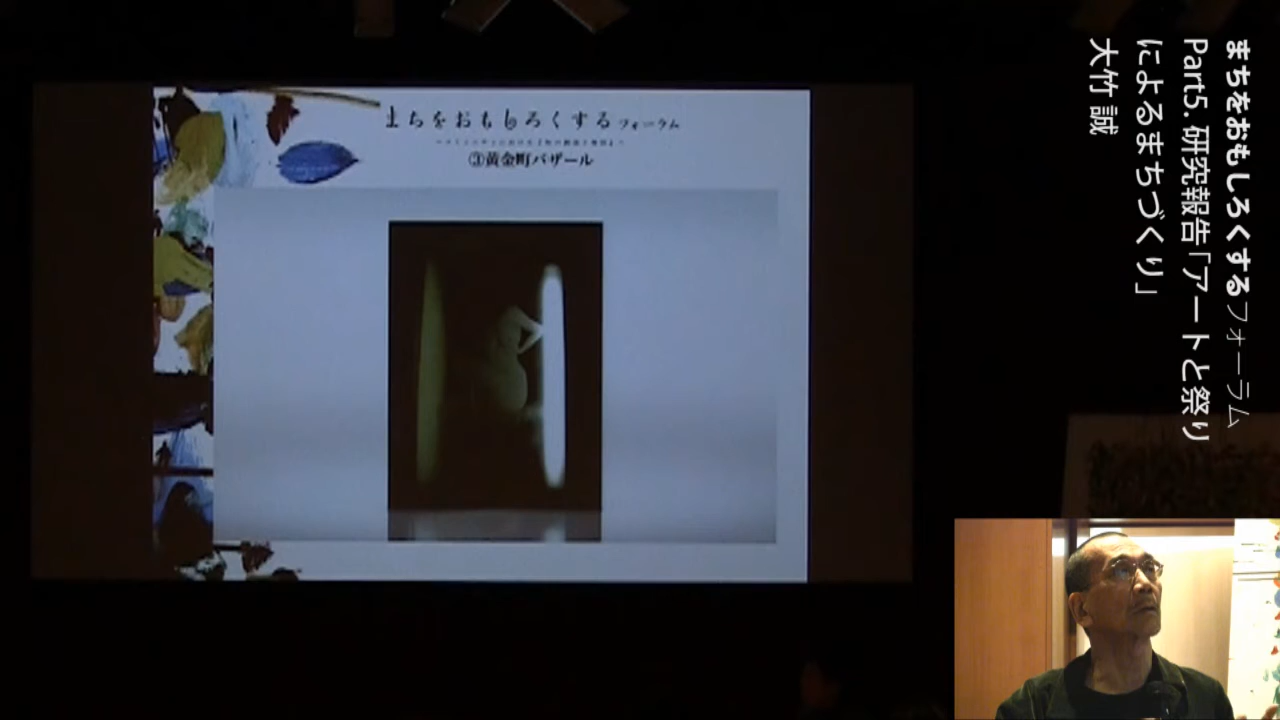 まちをおもしろくするフォーラム
Part5. 研究報告「アートと祭り
によるまちづくり」
大竹 誠
まちをおもしろくするフォーラム
③黄金町バザール